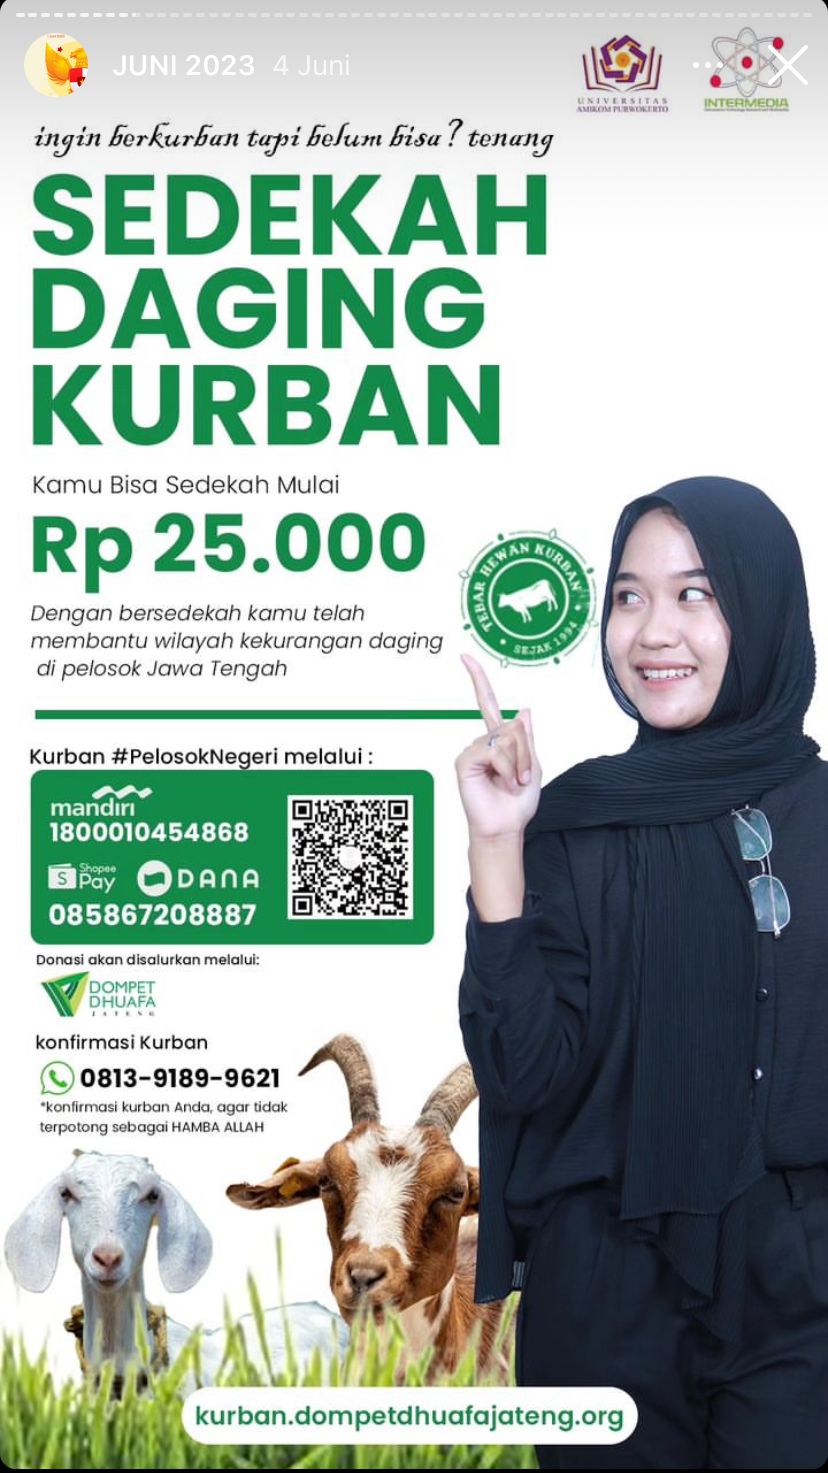 JUNI 2023 4 Juni
UNIVERSITAS
AMIKOM PURWOKERTO
INTERMEDIA
ingin berkurban tapi belum bisa? tenang
SEDEKAH
DAGING
KURBAN
Kamu Bisa Sedekah Mulai
Rp 25.000
TEBAR HEWAN KURBAN
SEJAK 1994
Dengan bersedekah kamu telah
membantu wilayah kekurangan daging
di pelosok Jawa Tengah
Kurban #PelosokNegeri melalui :
mandiri
1800010454868
S Shopee
Pay
DANA
085867208887
Donasi akan disalurkan melalui:
DOMPET
DHUAFA
JATENG
konfirmasi Kurban
0813-9189-9621
*konfirmasi kurban Anda, agar tidak
terpotong sebagai HAMBA ALLAH
kurban.dompetdhuafajateng.org